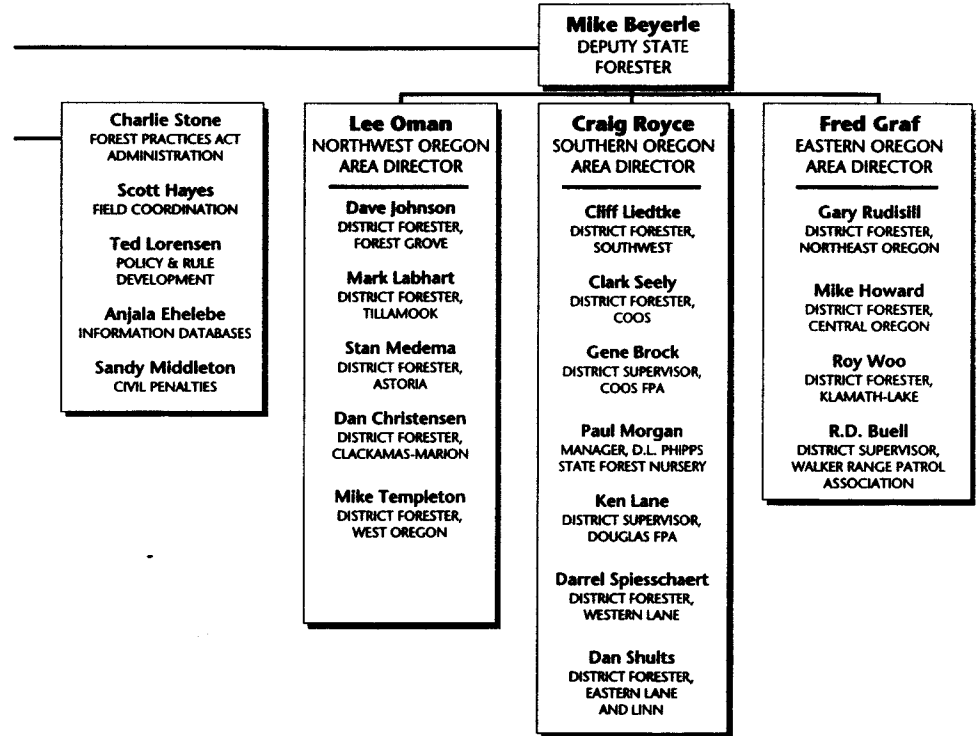 Mike Beyerle
DEPUTY STATE
FORESTER
Charlie Stone
FOREST PRACTICES ACT
ADMINISTRATION
Scott Hayes
FIELD COORDINATION
Ted Lorensen
POLICY & RULE
DEVELOPMENT
Anjala Ehelebe
INFORMATION DATABASES
Sandy Middleton
CIVIL PENALTIES
Lee Oman
NORTHWEST OREGON
AREA DIRECTOR
Dave Johnson
DISTRICT FORESTER,
FOREST GROVE
Mark Labhart
DISTRICT FORESTER,
TILLAMOOK
Stan Medema
DISTRICT FORESTER,
ASTORIA
Dan Christensen
DISTRICT FORESTER,
CLACKAMAS-MARION
Mike Templeton
DISTRICT FORESTER,
WEST OREGON
Craig Royce
SOUTHERN OREGON
AREA DIRECTOR
Cliff Liedtke
DISTRICT FORESTER,
SOUTHWEST
Clark Seely
DISTRICT FORESTER,
COOS
Gene Brock
DISTRICT SUPERVISOR,
COOS FPA
Paul Morgan
MANAGER, D.L. PHIPPS
STATE FOREST NURSERY
Ken Lane
DISTRICT SUPERVISOR,
DOUGLAS FPA
Darrel Spiesschaert
DISTRICT FORESTER,
WESTERN LANE
Dan Shults
DISTRICT FORESTER,
EASTERN LANE
AND LINN
Fred Graf
EASTERN OREGON
AREA DIRECTOR
Gary Rudisill
DISTRICT FORESTER,
NORTHEAST OREGON
Mike Howard
DISTRICT FORESTER,
CENTRAL OREGON
Roy Woo
DISTRICT FORESTER,
KLAMATH-LAKE
R.D. Buell
DISTRICT SUPERVISOR,
WALKER RANGE PATROL
ASSOCIATION